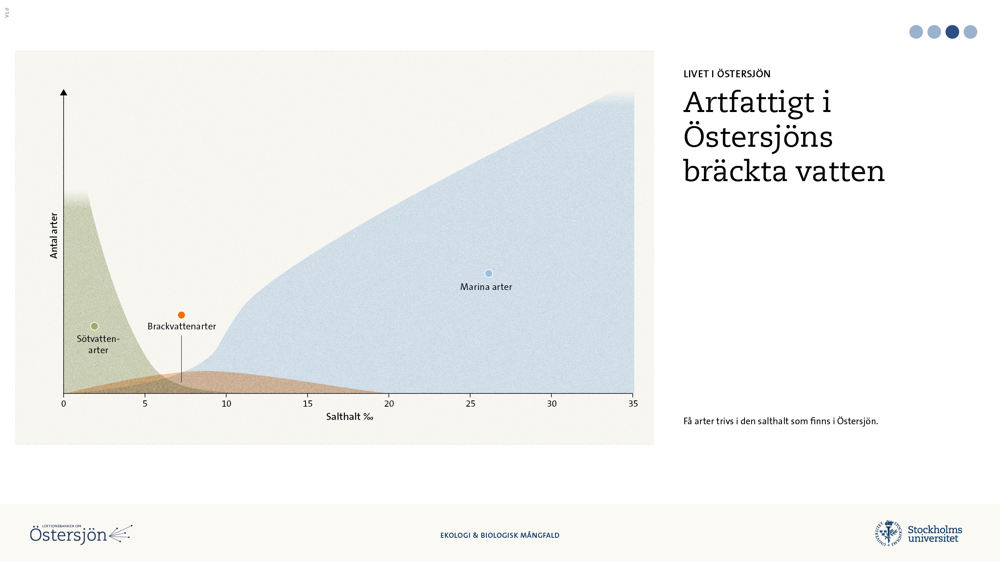 V1.0
LIVET I ÖSTERSJÖN
Artfattigt i
Östersjöns
bräckta vatten
Antal arter
Marina arter
Brackvattenarter
Sötvatten-
arter
0 5 10 15 20 25 30 35
Salthalt ‰
Få arter trivs i den salthalt som finns i Östersjön.
LEKTIONSBANKEN OM
Östersjön
EKOLOGI & BIOLOGISK MÅNGFALD
STOCKHOLMS UNIVERSITET
Stockholms
universitet